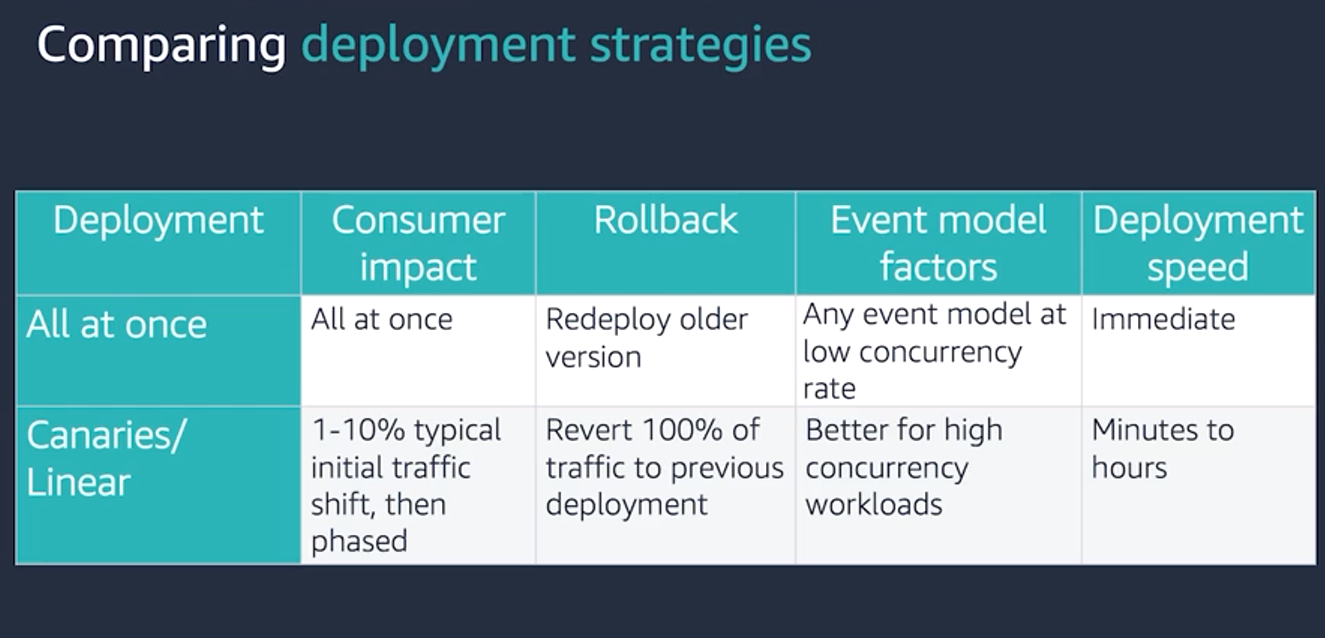 Comparing deployment strategies
Deployment
Consumer
impact
Rollback
Event model
factors
Deployment
speed
All at once
All at once
Redeploy older
version
Any event model at
low concurrency
rate
Immediate
Canaries/
Linear
1-10% typical
initial traffic
shift, then
phased
Revert 100% of
traffic to previous
deployment
Better for high
concurrency
workloads
Minutes to
hours